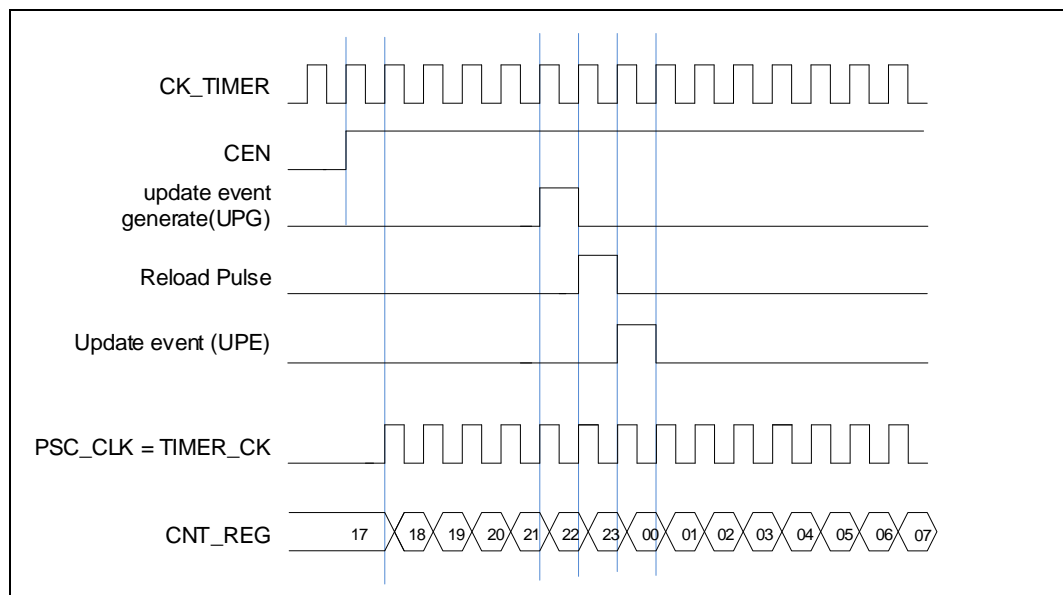 CK_TIMER
CEN
update event
generate(UPG)
Reload Pulse
Update event (UPE)
PSC_CLK = TIMER_CK
CNT_REG 17 18 19 20 21 22 23 00 01 02 03 04 05 06 07